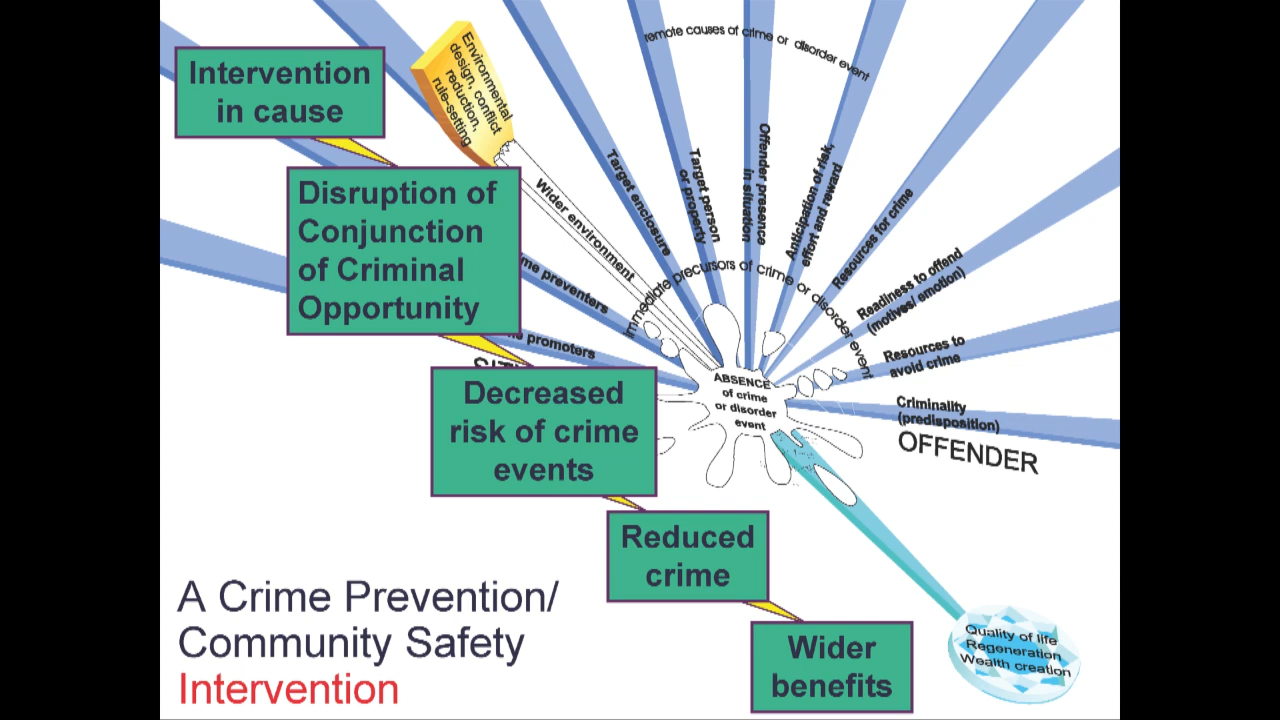 Intervention
in cause
Disruption of
Conjunction
of Criminal
Opportunity
Decreased
risk of crime
events
Reduced
crime
Wider
benefits
A Crime Prevention/
Community Safety
Intervention
Environmental
design, conflict
reduction,
rule-setting
remote causes of crime or disorder event
Wider environment
Target enclosure
Target person
or property
Offender presence
in situation
Anticipation of risk,
effort and reward
Resources for crime
Readiness to offend
(motives/ emotion)
Resources to
avoid crime
Criminality
(predisposition)
OFFENDER
immediate precursors of crime or disorder event
preventers
promoters
ABSENCE
of crime
or disorder
event
Quality of life
Regeneration
Wealth creation